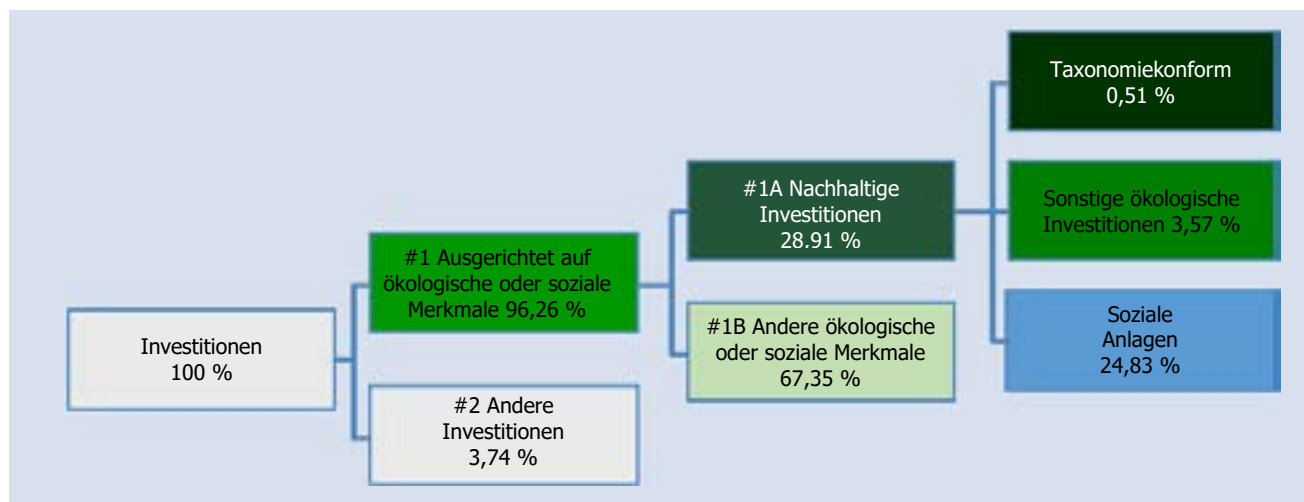 Investitionen
100 %
#1 Ausgerichtet auf
ökologische oder soziale
Merkmale 96,26 %
#2 Andere
Investitionen
3,74 %
#1A Nachhaltige
Investitionen
28.91 %
#1B Andere ökologische
oder soziale Merkmale
67,35 %
Taxonomiekonform
0,51 %
Sonstige ökologische
Investitionen 3,57 %
Soziale
Anlagen
24,83 %